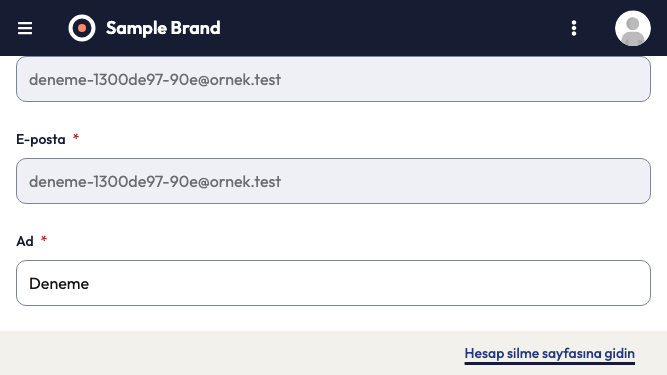 Sample Brand
deneme-1300de97-90e@ornek.test
E-posta *
deneme-1300de97-90e@ornek.test
Ad *
Deneme
Hesap silme sayfasına gidin